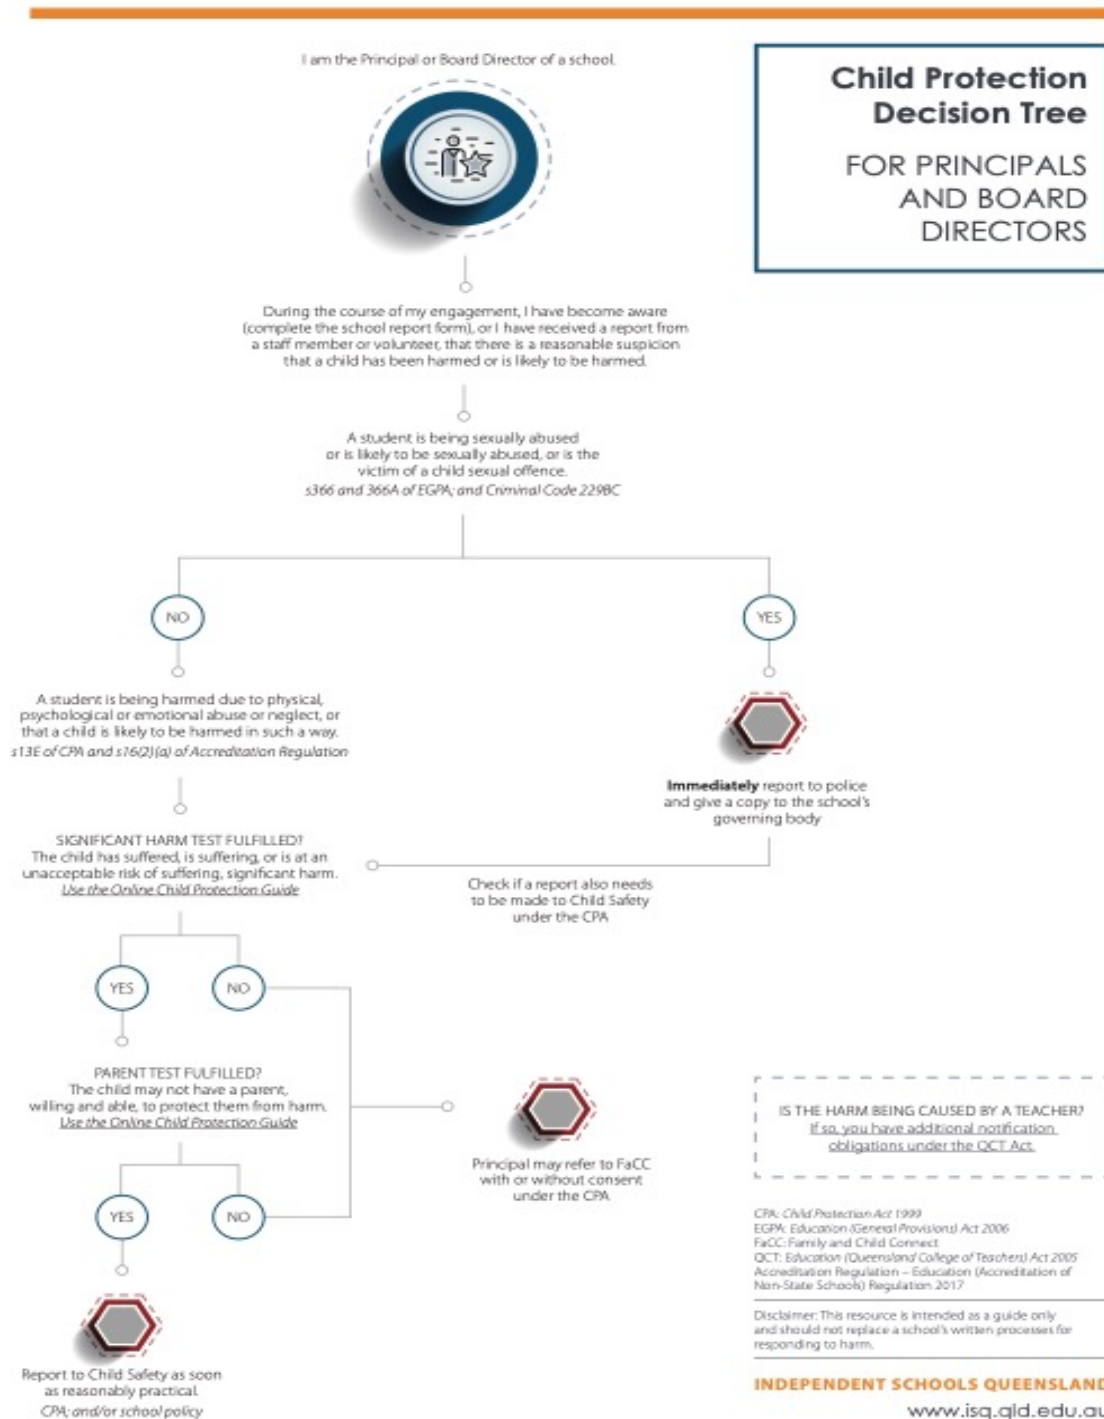 I am the Principal or Board Director of a school.
Child Protection
Decision Tree
FOR PRINCIPALS
AND BOARD
DIRECTORS
During the course of my engagement, I have become aware
(complete the school report form), or I have received a report from
a staff member or volunteer, that there is a reasonable suspicion
that a child has been harmed or is likely to be harmed.
A student is being sexually abused
or is likely to be sexually abused, or is the
victim of a child sexual offence.
s366 and 366A of EGPA; and Criminal Code 229BC
NO
YES
A student is being harmed due to physical,
psychological or emotional abuse or neglect, or
that a child is likely to be harmed in such a way.
s13E of CPA and s16(2)(a) of Accreditation Regulation
Immediately report to police
and give a copy to the school's
governing body
SIGNIFICANT HARM TEST FULFILLED?
The child has suffered, is suffering, or is at an
unacceptable risk of suffering, significant harm.
Use the Online Child Protection Guide
Check if a report also needs
to be made to Child Safety
under the CPA
YES
NO
PARENT TEST FULFILLED?
The child may not have a parent,
willing and able, to protect them from harm.
Use the Online Child Protection Guide
Principal may refer to FaCC
with or without consent
under the CPA
YES
NO
Report to Child Safety as soon
as reasonably practical.
CPA; and/or school policy
IS THE HARM BEING CAUSED BY A TEACHER?
If so, you have additional notification
obligations under the QCT Act.
CPA: Child Protection Act 1999
EGPA: Education (General Provisions) Act 2006
FaCC: Family and Child Connect
QCT: Education (Queensland College of Teachers) Act 2005
Accreditation Regulation – Education (Accreditation of
Non-State Schools) Regulation 2017
Disclaimer: This resource is intended as a guide only
and should not replace a school's written processes for
responding to harm.
INDEPENDENT SCHOOLS QUEENSLAND
www.isq.qld.edu.au